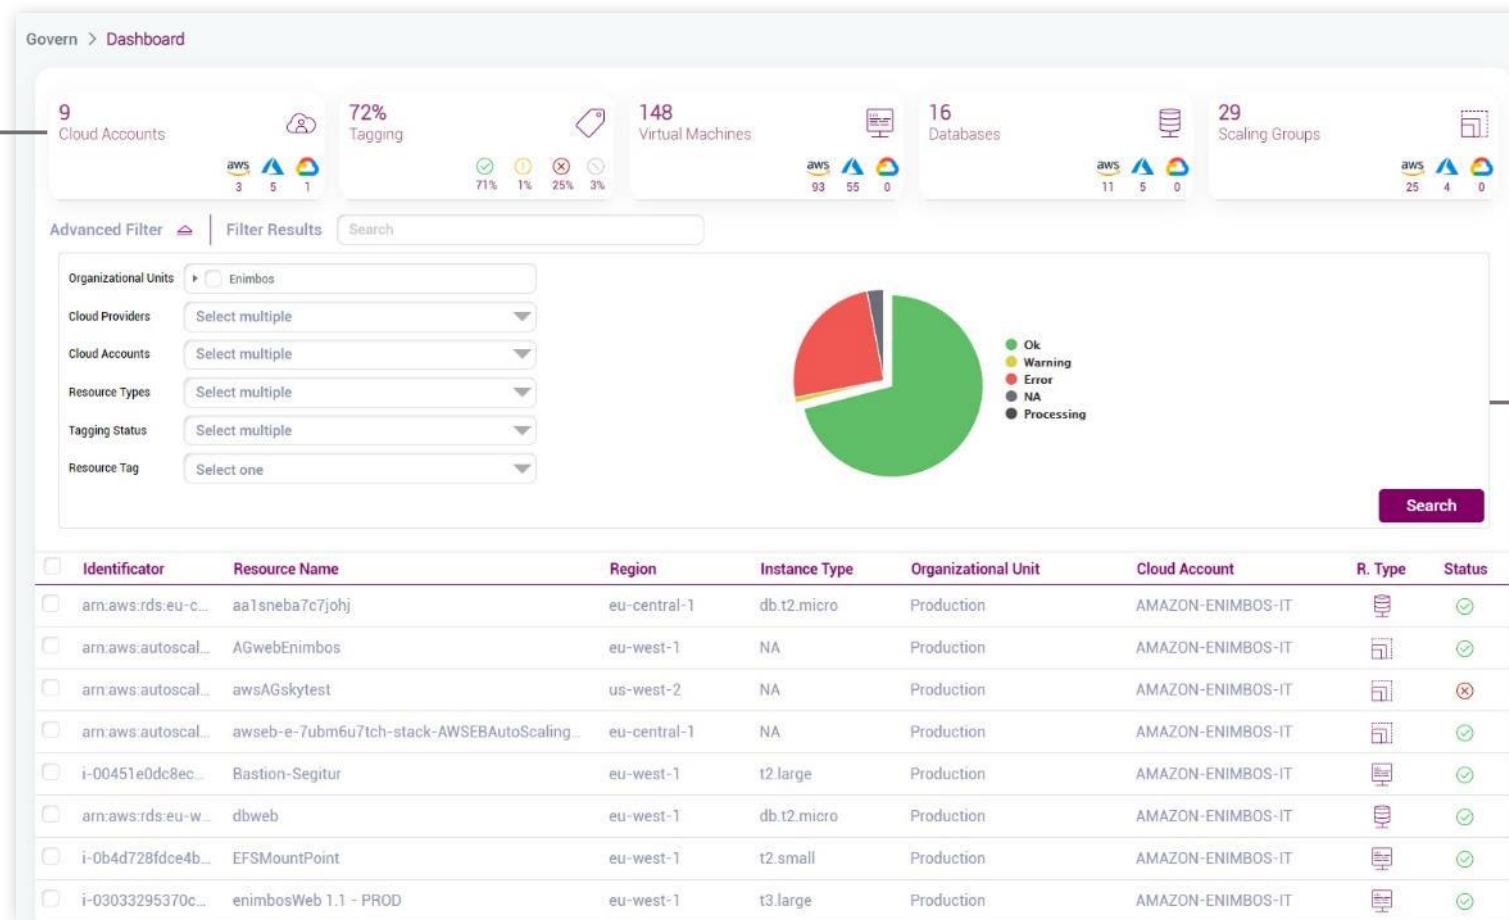 Govern > Dashboard
9
Cloud Accounts
aws
3 5 1
72%
Tagging
71% 1% 25% 3%
148
Virtual Machines
aws
93 55 0
16
Databases
aws
11 5 0
29
Scaling Groups
aws
25 4 0
Advanced Filter Filter Results Search
Organizational Units Enimbos
Cloud Providers Select multiple
Cloud Accounts Select multiple
Resource Types Select multiple
Tagging Status Select multiple
Resource Tag Select one
Ok
Warning
Error
NA
Processing
Search
Identificator Resource Name Region Instance Type Organizational Unit Cloud Account R. Type Status
arn:aws:rds:eu-c... aa1sneba7c7johj eu-central-1 db.t2.micro Production AMAZON-ENIMBOS-IT
arn:aws:autoscal... AGwebEnimbos eu-west-1 NA Production AMAZON-ENIMBOS-IT
arn:aws:autoscal... awsAGskytest us-west-2 NA Production AMAZON-ENIMBOS-IT
arn:aws:autoscal... awseb-e-7ubm6u7tch-stack-AWSEBAutoScaling... eu-central-1 NA Production AMAZON-ENIMBOS-IT
i-00451e0dc8ec... Bastion-Segitur eu-west-1 t2.large Production AMAZON-ENIMBOS-IT
arn:aws:rds:eu-w... dbweb eu-west-1 db.t2.micro Production AMAZON-ENIMBOS-IT
i-0b4d728fdce4b... EFSMountPoint eu-west-1 t2.small Production AMAZON-ENIMBOS-IT
i-03033295370c... enimbosWeb 1.1 - PROD eu-west-1 t3.large Production AMAZON-ENIMBOS-IT